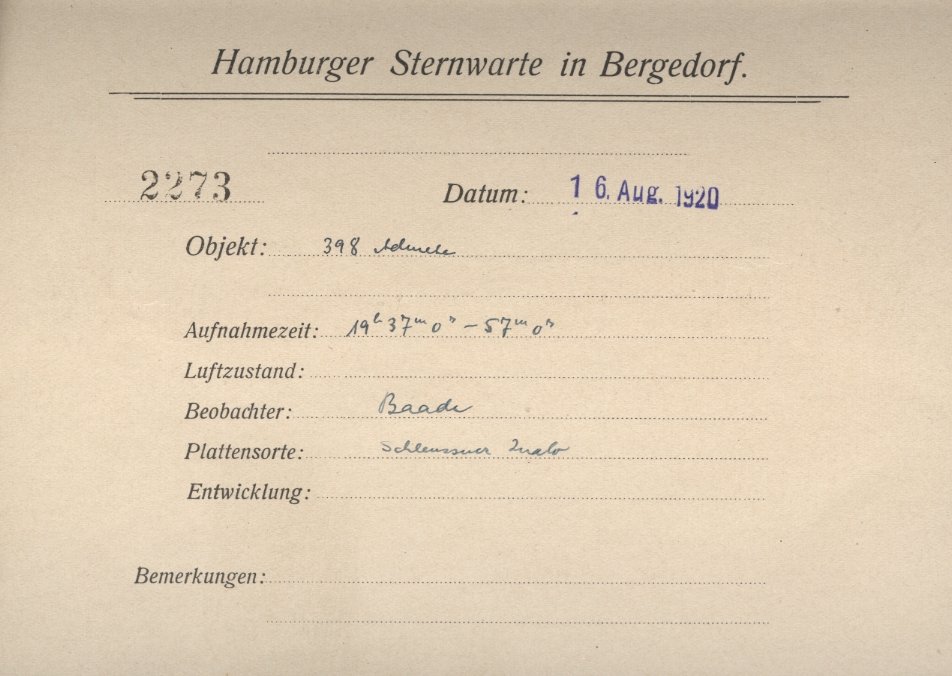 Hamburger Sternwarte in Bergedorf.
2273 Datum: 16. Aug. 1920
Objekt: 398 Admete
Aufnahmezeit: 19h 37m 0s – 57m 0s
Luftzustand:
Beobachter: Baade
Plattensorte: Schleussner
Entwicklung:
Bemerkungen: